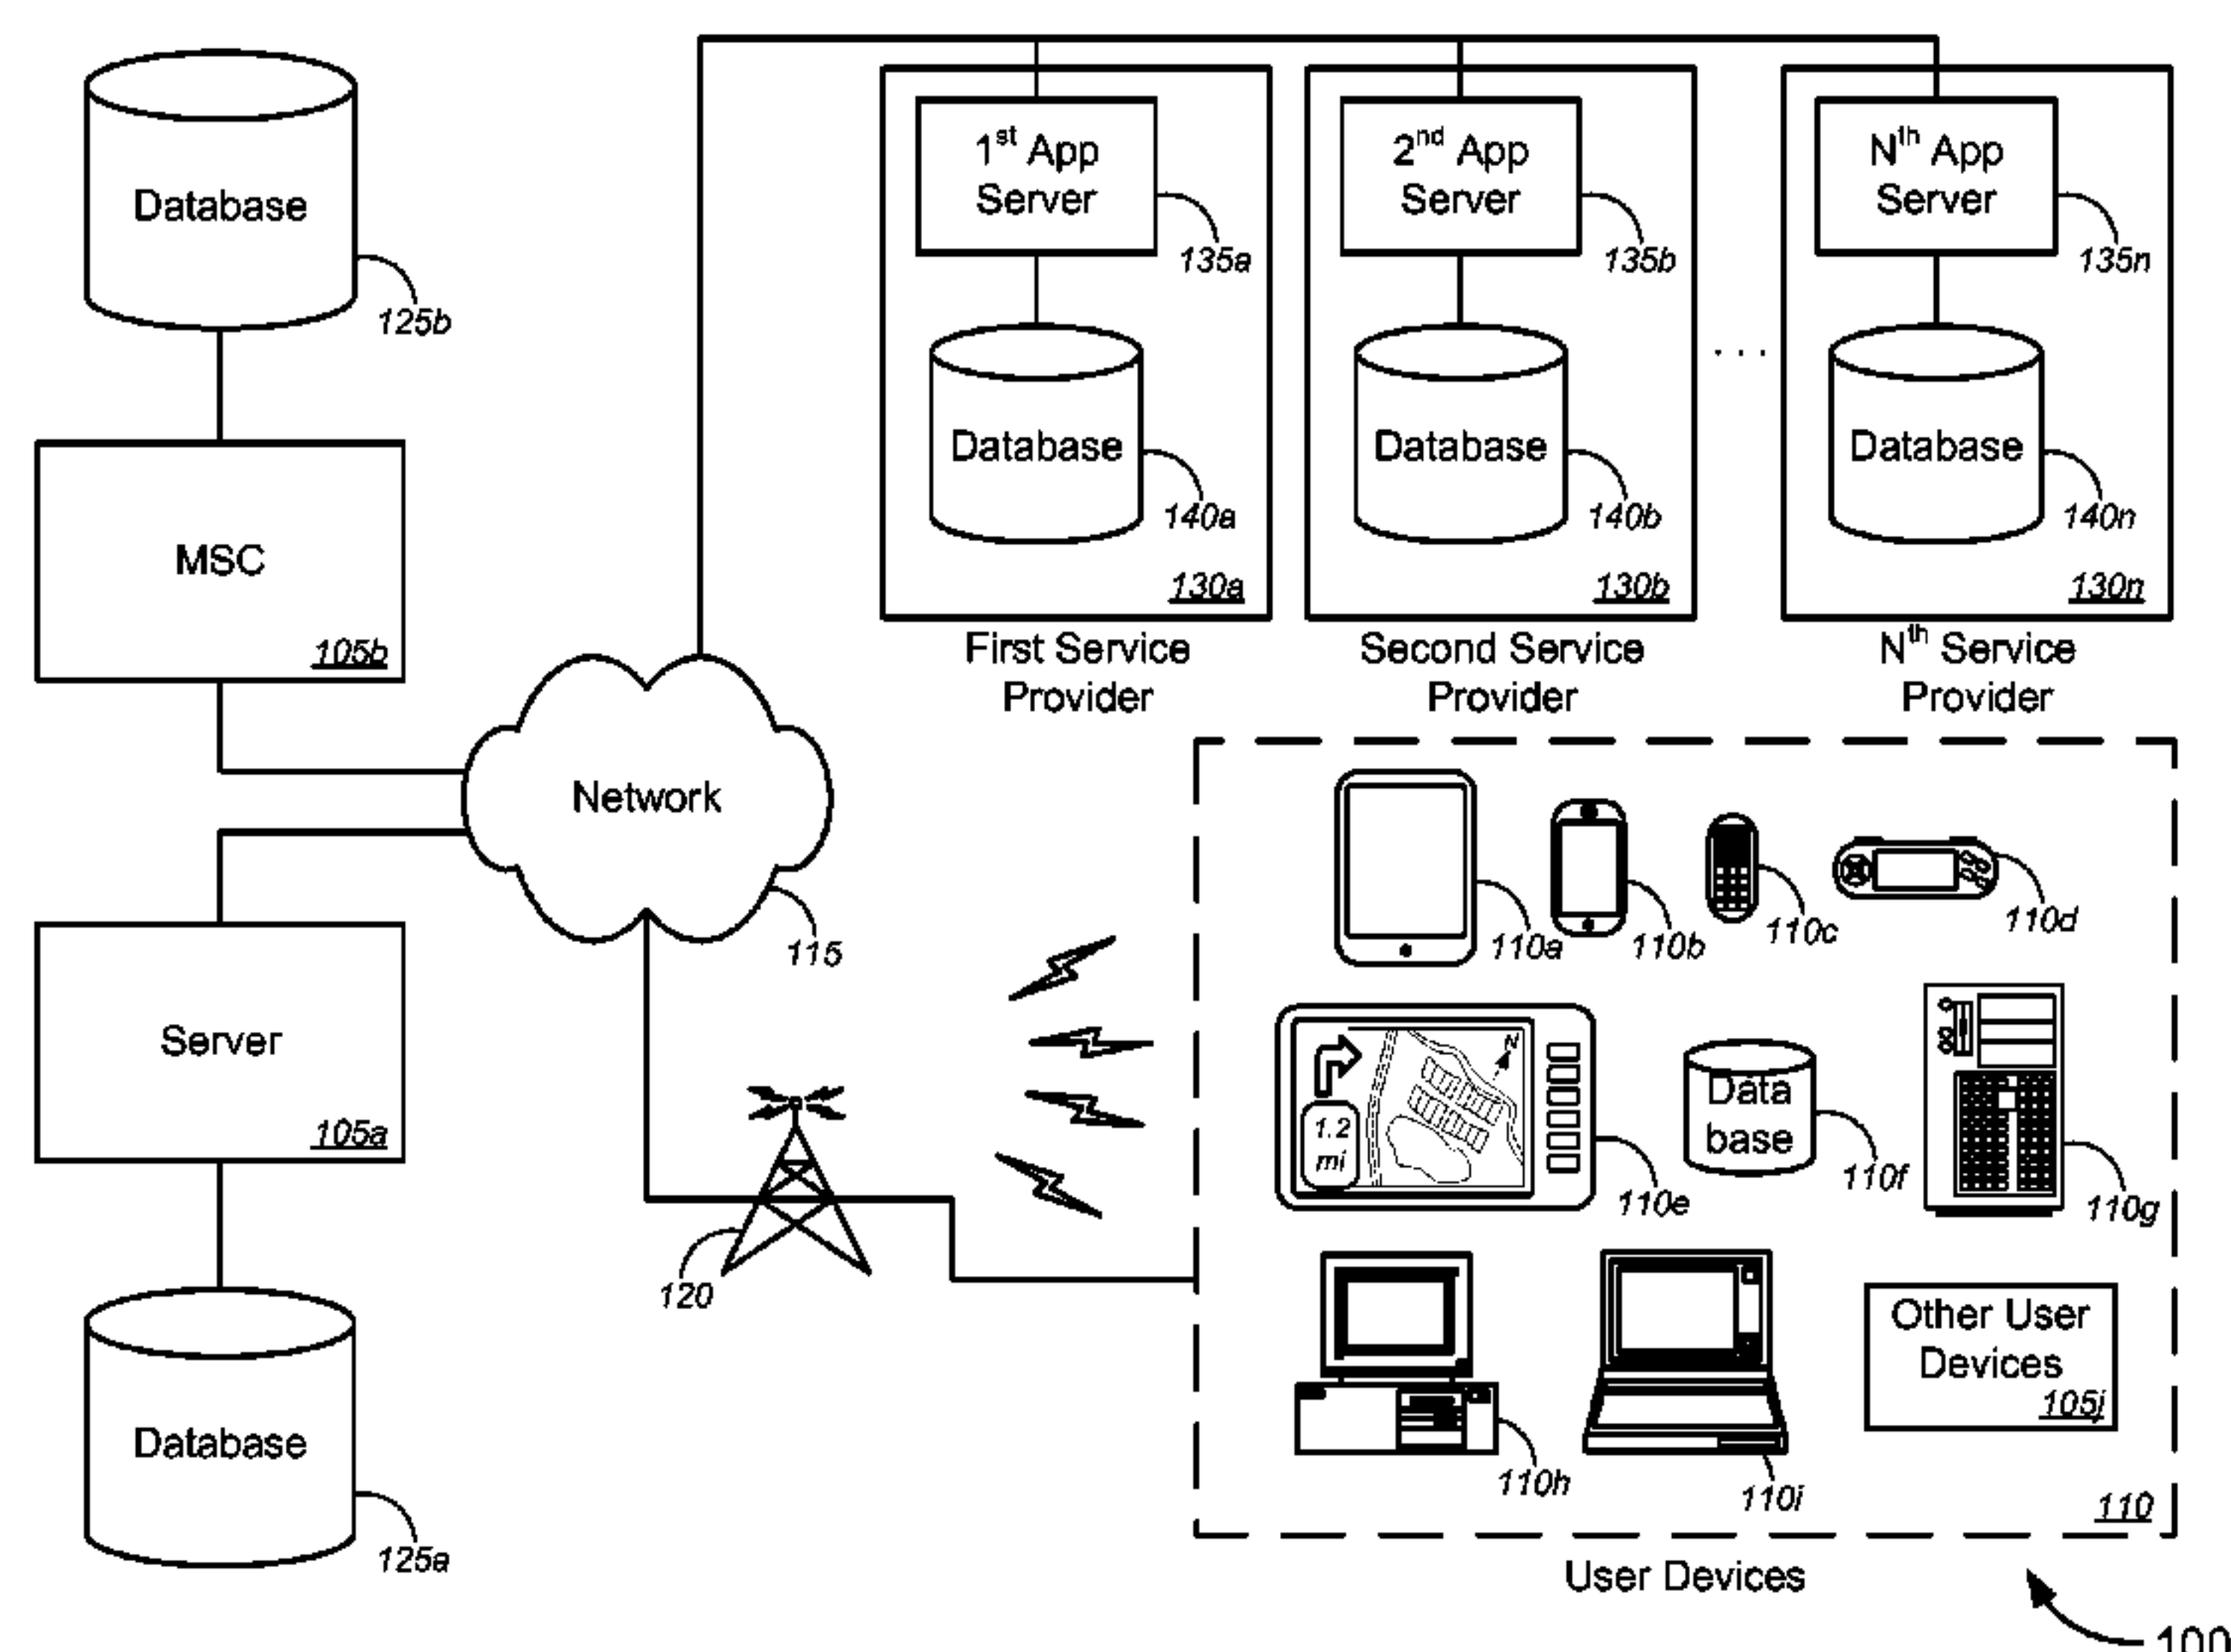 Database
125b
MSC
105b
Server
105a
Database
125a
Network
115
120
1st App
Server
135a
Database
140a
130a
First Service
Provider
2nd App
Server
135b
Database
140b
130b
Second Service
Provider
. . .
Nth App
Server
135n
Database
140n
130n
Nth Service
Provider
110a
110b
110c
110d
1.2
mi
N
110e
Data
base
110f
110g
110h
110i
Other User
Devices
105j
110
User Devices
100